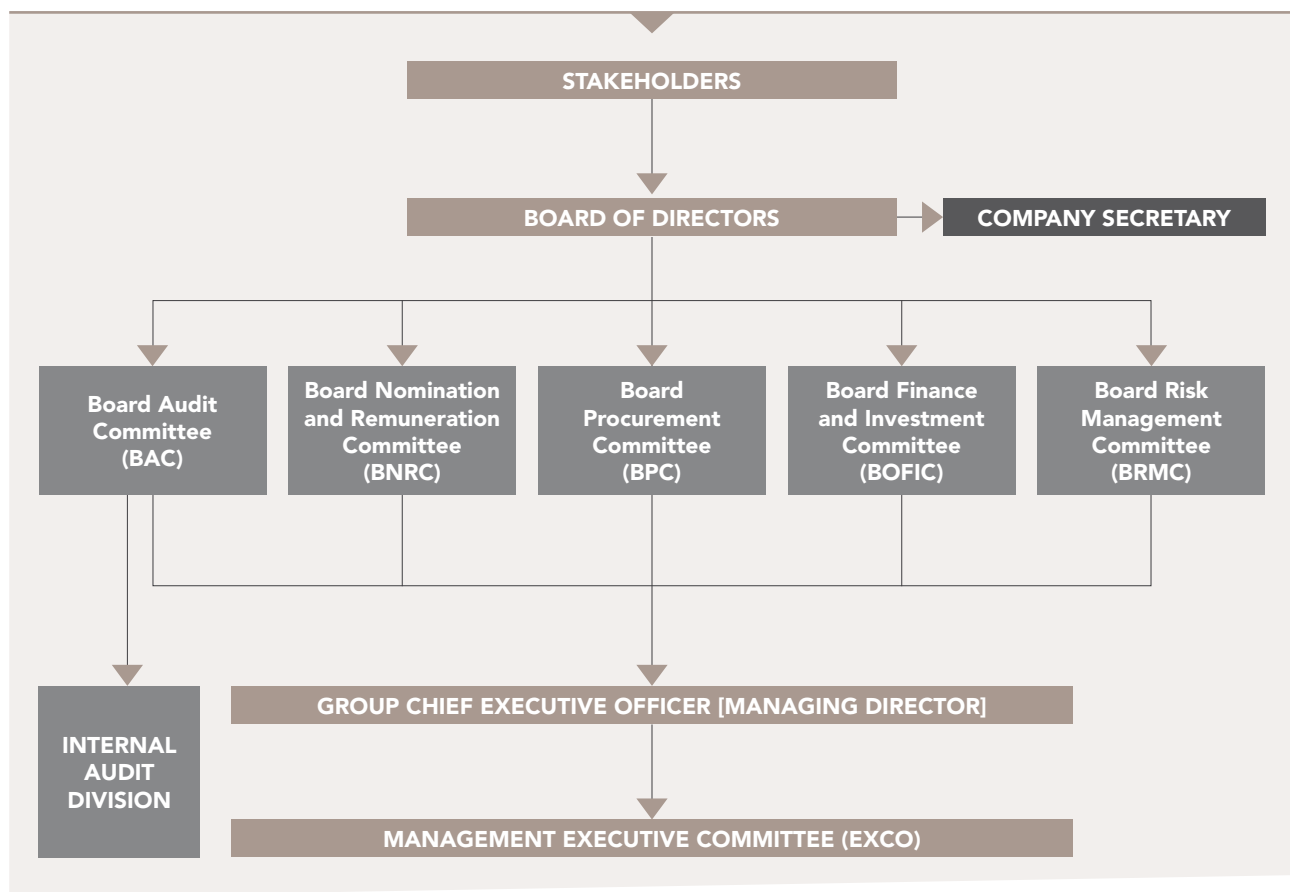 STAKEHOLDERS
BOARD OF DIRECTORS
COMPANY SECRETARY
Board Audit
Committee
(BAC)
Board Nomination
and Remuneration
Committee
(BNRC)
Board
Procurement
Committee
(BPC)
Board Finance
and Investment
Committee
(BOFIC)
Board Risk
Management
Committee
(BRMC)
INTERNAL
AUDIT
DIVISION
GROUP CHIEF EXECUTIVE OFFICER [MANAGING DIRECTOR]
MANAGEMENT EXECUTIVE COMMITTEE (EXCO)